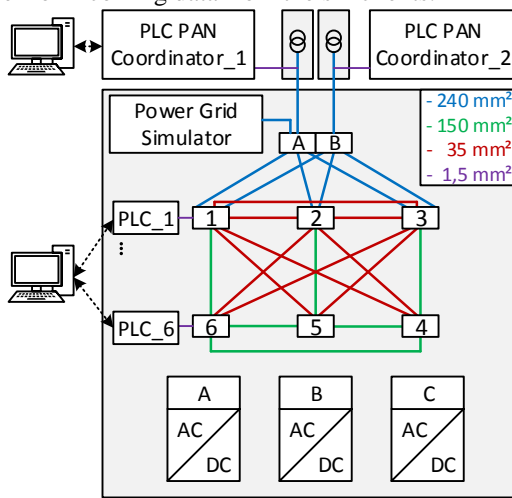 PLC PAN
Coordinator_1
PLC PAN
Coordinator_2
Power Grid
Simulator
A B
- 240 mm²
- 150 mm²
- 35 mm²
- 1,5 mm²
PLC_1
1 2 3
⋮
PLC_6
6 5 4
A B C
AC AC AC
DC DC DC